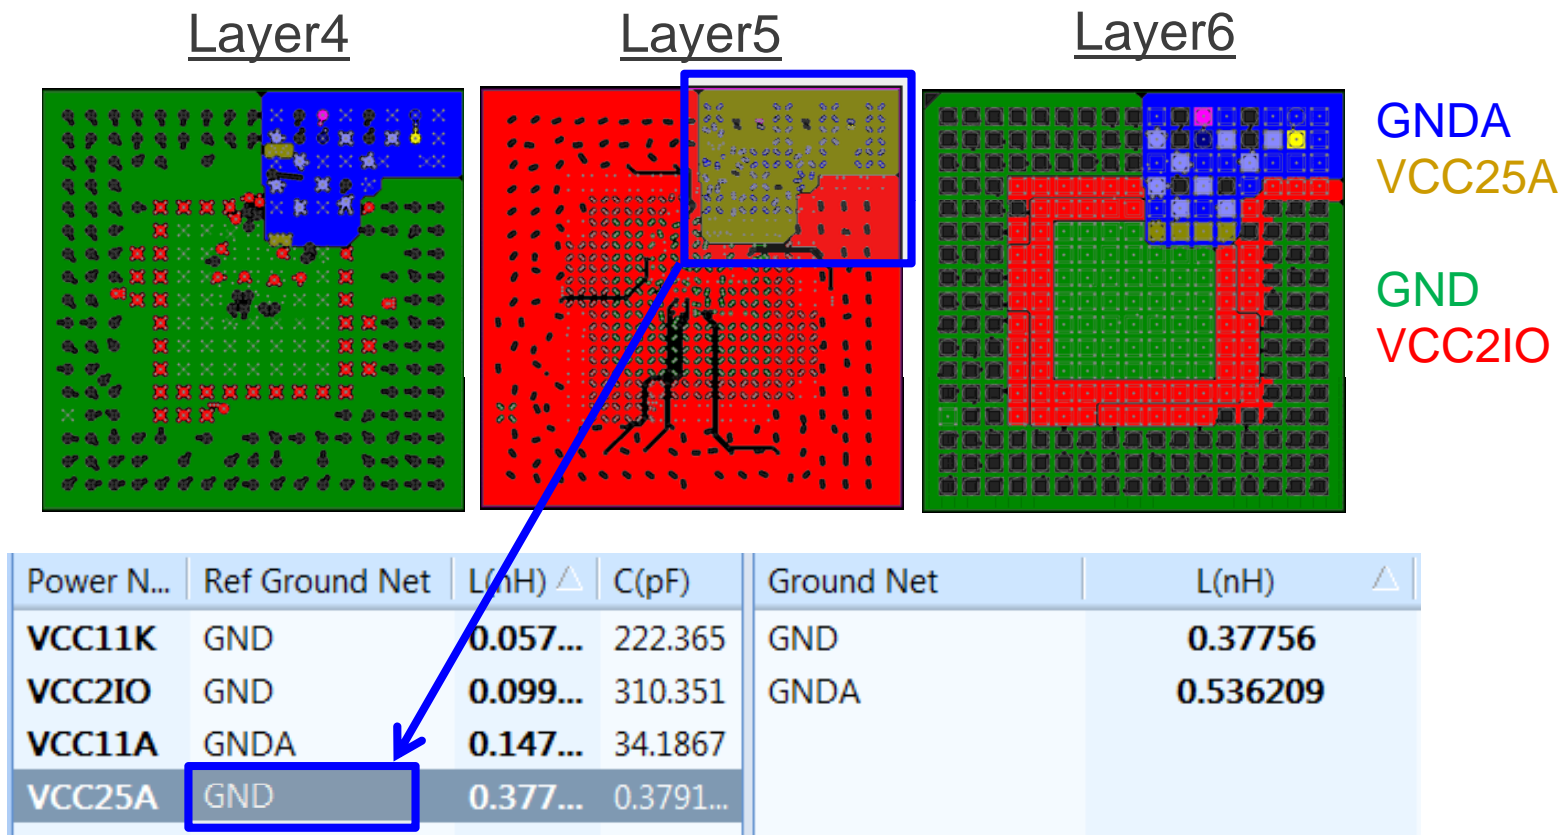 Layer4
Layer5
Layer6
GNDA
VCC25A
GND
VCC2IO
Power N... Ref Ground Net L(nH) C(pF) Ground Net L(nH)
VCC11K GND 0.057... 222.365 GND 0.37756
VCC2IO GND 0.099... 310.351 GNDA 0.536209
VCC11A GNDA 0.147... 34.1867
VCC25A GND 0.377... 0.3791...